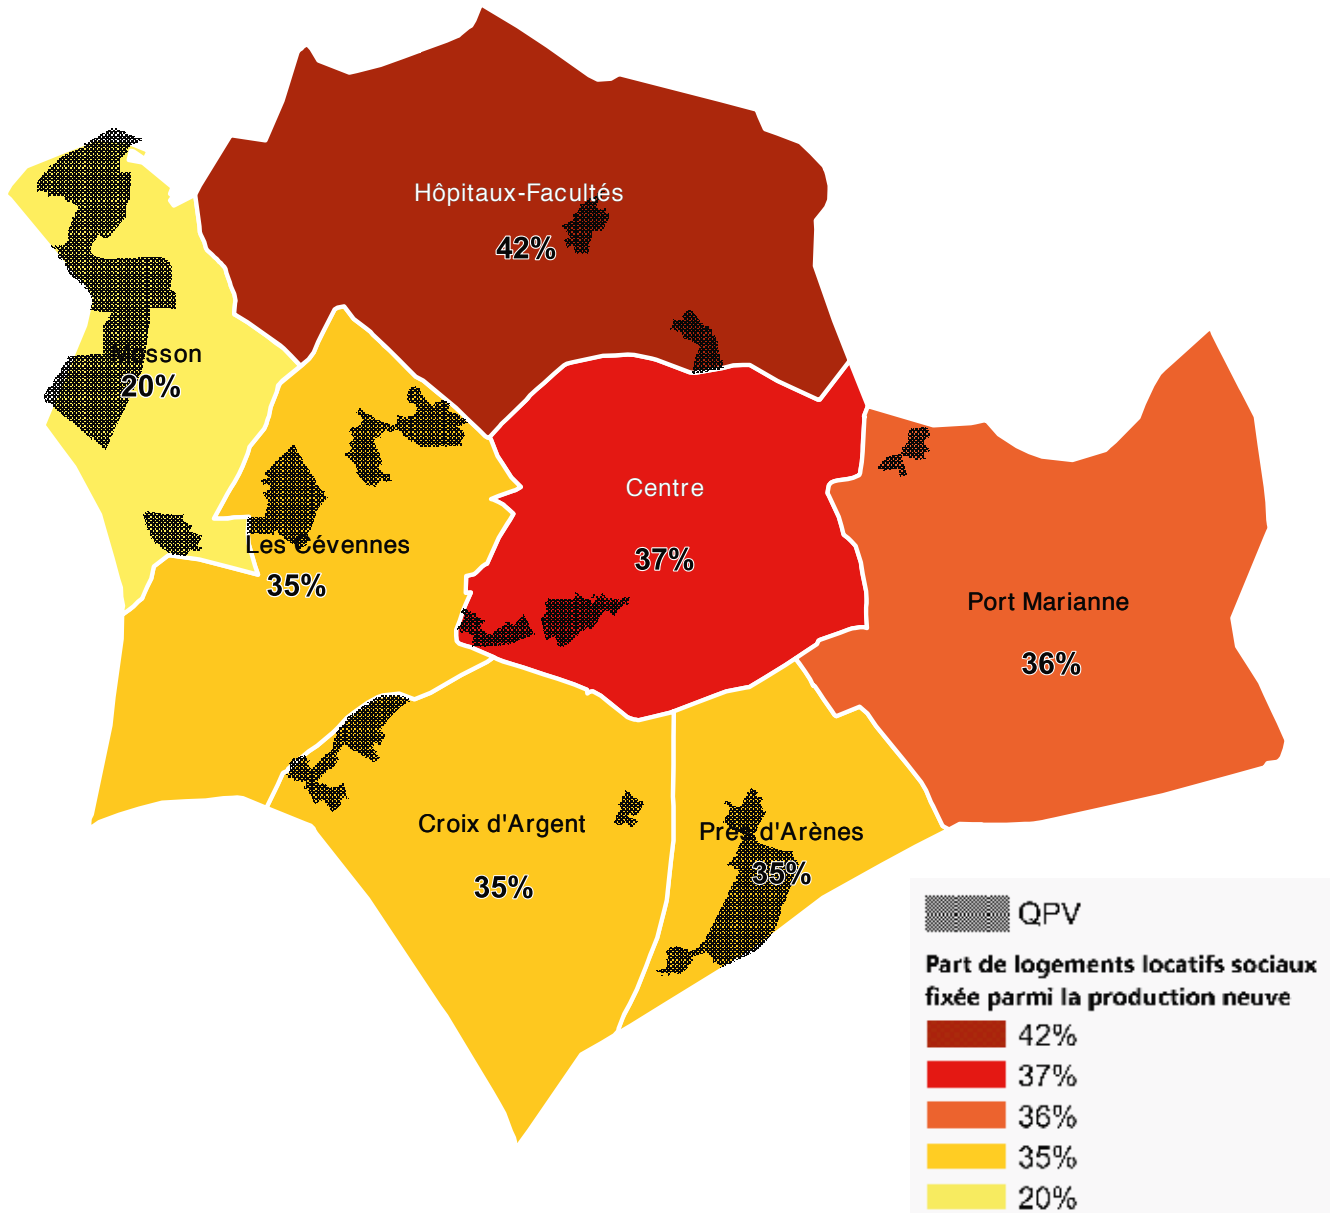 Hôpitaux-Facultés
42%
Mosson
20%
Centre
37%
Les Cévennes
35%
Port Marianne
36%
Croix d'Argent
35%
Près d'Arènes
35%
QPV
Part de logements locatifs sociaux
fixée parmi la production neuve
42%
37%
36%
35%
20%